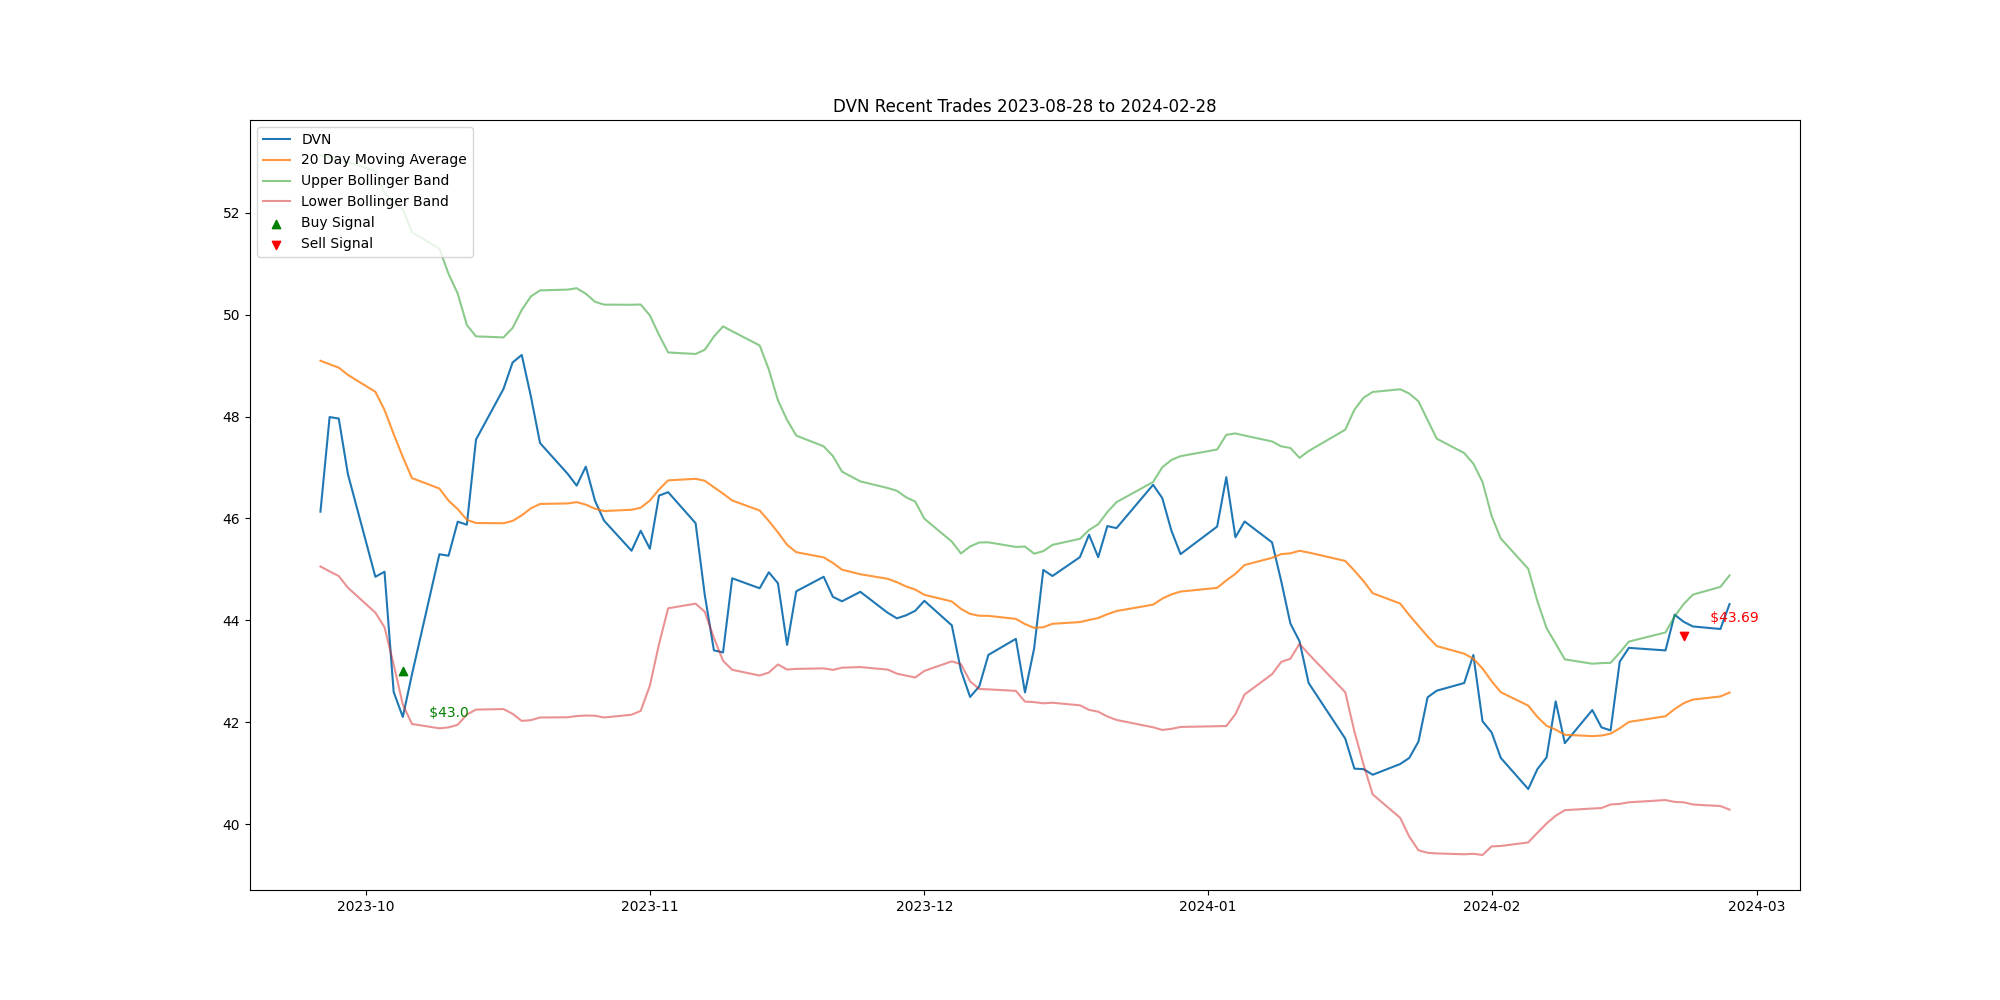 DVN Recent Trades 2023-08-28 to 2024-02-28
DVN
20 Day Moving Average
Upper Bollinger Band
Lower Bollinger Band
Buy Signal
Sell Signal
52
50
48
46
44
42
40
$43.0
$43.69
2023-10
2023-11
2023-12
2024-01
2024-02
2024-03